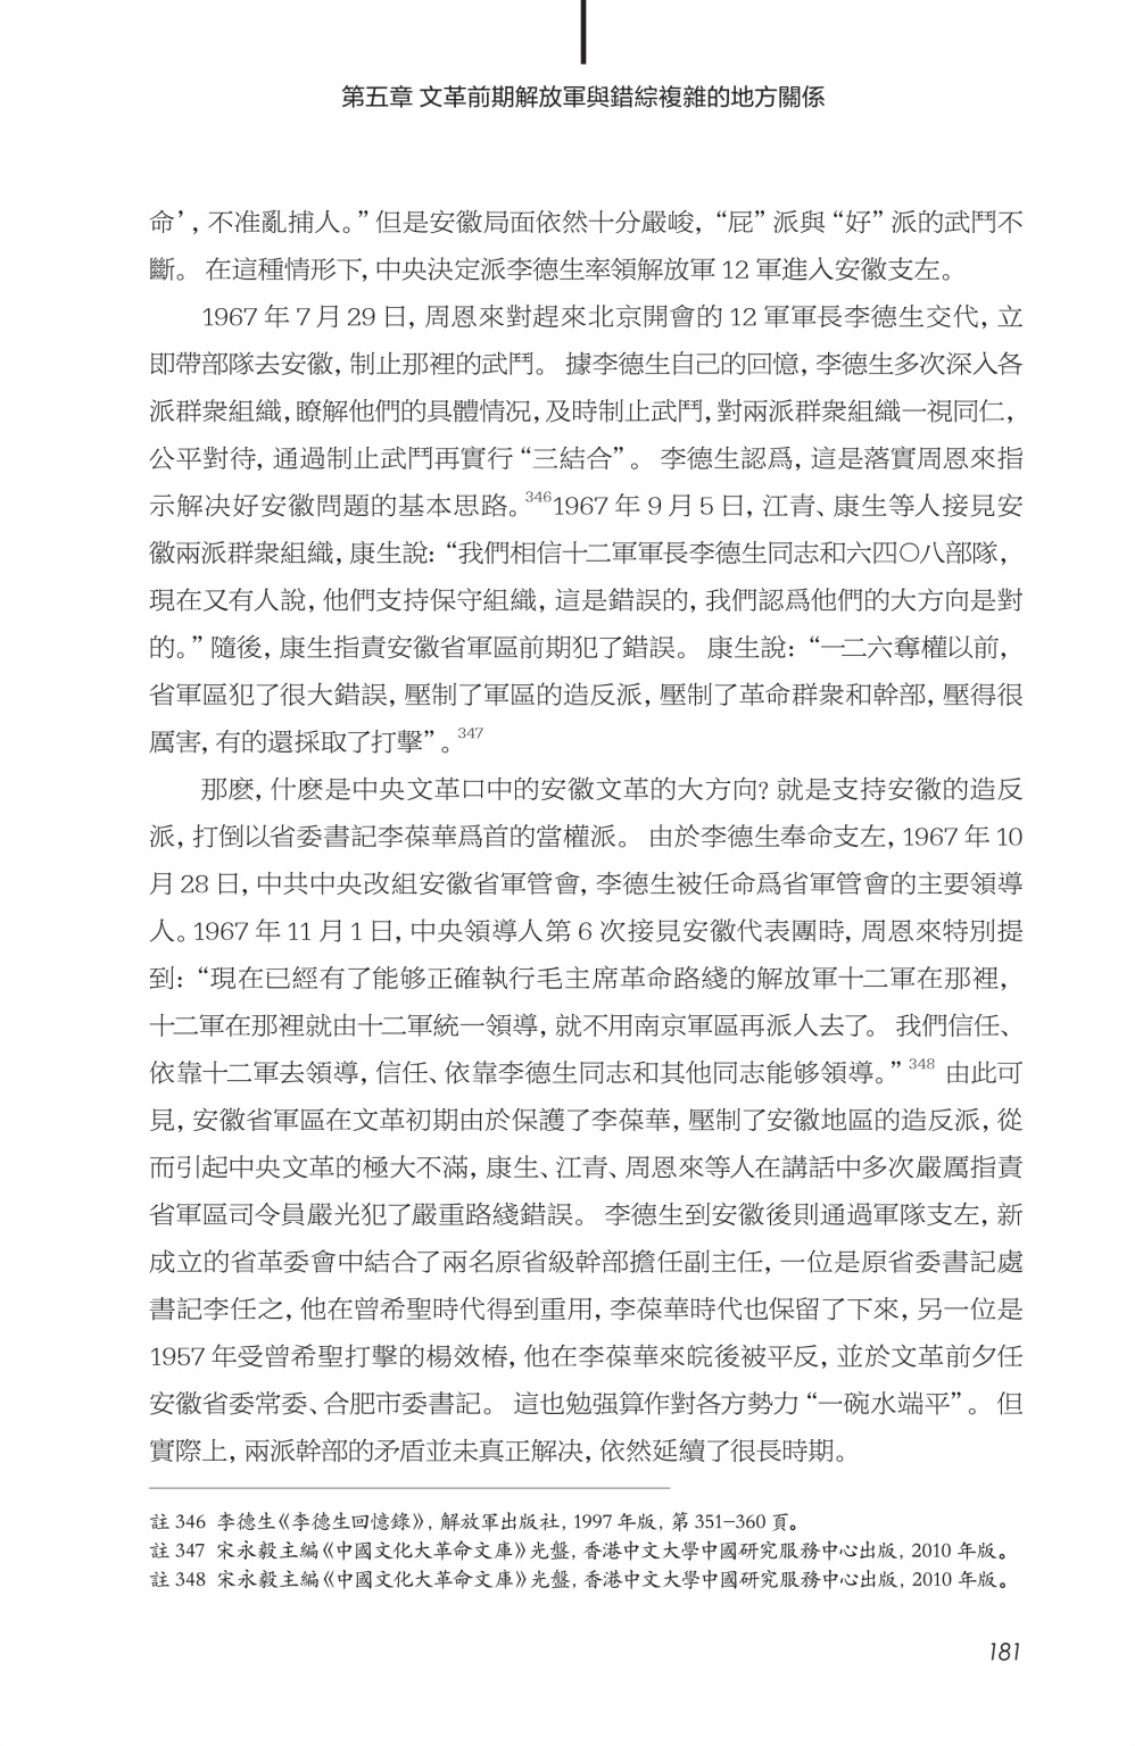 第五章 文革前期解放軍與錯綜複雜的地方關係
命’, 不准亂捕人。” 但是安徽局面依然十分嚴峻, “屁” 派與 “好” 派的武鬥不
斷。 在這種情形下, 中央決定派李德生率領解放軍 12 軍進入安徽支左。
1967 年 7 月 29 日, 周恩來對趕來北京開會的 12 軍軍長李德生交代, 立
即帶部隊去安徽, 制止那裡的武鬥。 據李德生自己的回憶, 李德生多次深入各
派群衆組織, 瞭解他們的具體情况, 及時制止武鬥, 對兩派群衆組織一視同仁,
公平對待, 通過制止武鬥再實行 “三結合” 。 李德生認爲, 這是落實周恩來指
示解决好安徽問題的基本思路。346 1967 年 9 月 5 日, 江青、康生等人接見安
徽兩派群衆組織, 康生說: “我們相信十二軍軍長李德生同志和六四〇八部隊,
現在又有人說, 他們支持保守組織, 這是錯誤的, 我們認爲他們的大方向是對
的。” 隨後, 康生指責安徽省軍區前期犯了錯誤。 康生說: “一二六奪權以前,
省軍區犯了很大錯誤, 壓制了軍區的造反派, 壓制了革命群衆和幹部, 壓得很
厲害, 有的還採取了打擊” 。347
那麽, 什麽是中央文革口中的安徽文革的大方向? 就是支持安徽的造反
派, 打倒以省委書記李葆華爲首的當權派。 由於李德生奉命支左, 1967 年 10
月 28 日, 中共中央改組安徽省軍管會, 李德生被任命爲省軍管會的主要領導
人。1967 年 11 月 1 日, 中央領導人第 6 次接見安徽代表團時, 周恩來特別提
到: “現在已經有了能够正確執行毛主席革命路綫的解放軍十二軍在那裡,
十二軍在那裡就由十二軍統一領導, 就不用南京軍區再派人去了。 我們信任、
依靠十二軍去領導, 信任、依靠李德生同志和其他同志能够領導。” 348 由此可
見, 安徽省軍區在文革初期由於保護了李葆華, 壓制了安徽地區的造反派, 從
而引起中央文革的極大不滿, 康生、江青、周恩來等人在講話中多次嚴厲指責
省軍區司令員嚴光犯了嚴重路綫錯誤。 李德生到安徽後則通過軍隊支左, 新
成立的省革委會中結合了兩名原省級幹部擔任副主任, 一位是原省委書記處
書記李任之, 他在曾希聖時代得到重用, 李葆華時代也保留了下來, 另一位是
1957 年受曾希聖打擊的楊效椿, 他在李葆華來皖後被平反, 並於文革前夕任
安徽省委常委、合肥市委書記。 這也勉强算作對各方勢力 “一碗水端平” 。 但
實際上, 兩派幹部的矛盾並未真正解决, 依然延續了很長時期。
註 346 李德生《李德生回憶錄》, 解放軍出版社, 1997 年版, 第 351–360 頁。
註 347 宋永毅主編《中國文化大革命文庫》光盤, 香港中文大學中國研究服務中心出版, 2010 年版。
註 348 宋永毅主編《中國文化大革命文庫》光盤, 香港中文大學中國研究服務中心出版, 2010 年版。
181